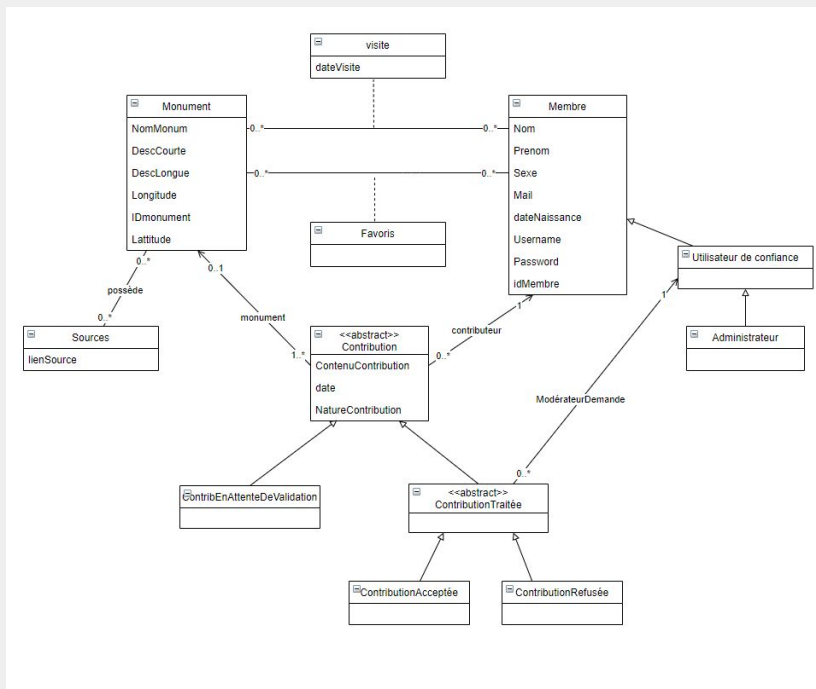 visite
dateVisite
Monument
NomMonum
DescCourte
DescLongue
Longitude
IDmonument
Lattitude
Membre
Nom
Prenom
Sexe
Mail
dateNaissance
Username
Password
idMembre
0..*
0..*
0..*
0..*
Favoris
Utilisateur de confiance
Administrateur
0..*
possède
0..*
Sources
lienSource
0..1
monument
1..*
<<abstract>>
Contribution
ContenuContribution
date
NatureContribution
1
contributeur
0..*
1
ModérateurDemande
0..*
ContribEnAttenteDeValidation
<<abstract>>
ContributionTraitée
ContributionAcceptée
ContributionRefusée